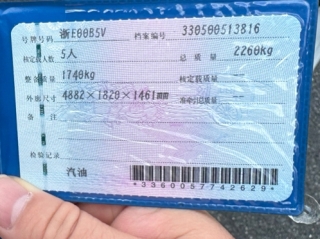 号牌号码 浙E00B5V 档案编号 330500513816
核定载人数 5人 总质量 2260kg
整备质量 1740kg 核定载质量 --
外廓尺寸 4882×1820×1461mm 准牵引总质量 --
备注
检验记录
汽油
*3360057742629*